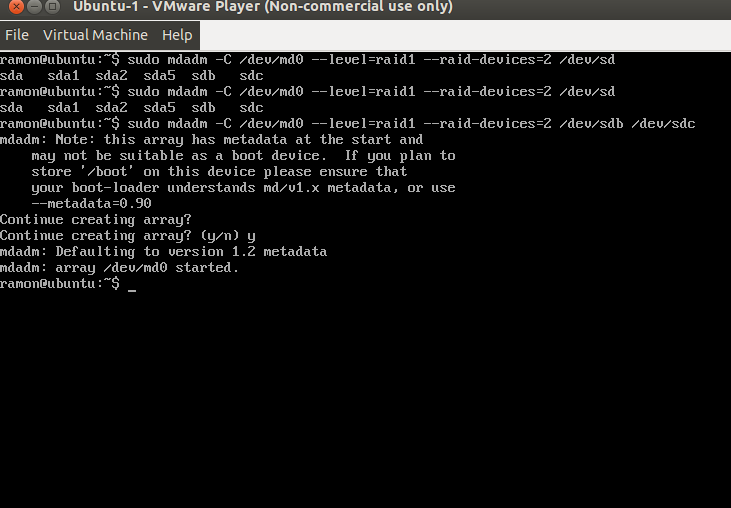 Ubuntu-1 - VMware Player (Non-commercial use only)
File Virtual Machine Help
ramon@ubuntu:~$ sudo mdadm -C /dev/md0 --level=raid1 --raid-devices=2 /dev/sd
sda sda1 sda2 sda5 sdb sdc
ramon@ubuntu:~$ sudo mdadm -C /dev/md0 --level=raid1 --raid-devices=2 /dev/sd
sda sda1 sda2 sda5 sdb sdc
ramon@ubuntu:~$ sudo mdadm -C /dev/md0 --level=raid1 --raid-devices=2 /dev/sdb /dev/sdc
mdadm: Note: this array has metadata at the start and
may not be suitable as a boot device. If you plan to
store '/boot' on this device please ensure that
your boot-loader understands md/v1.x metadata, or use
--metadata=0.90
Continue creating array?
Continue creating array? (y/n) y
mdadm: Defaulting to version 1.2 metadata
mdadm: array /dev/md0 started.
ramon@ubuntu:~$ _